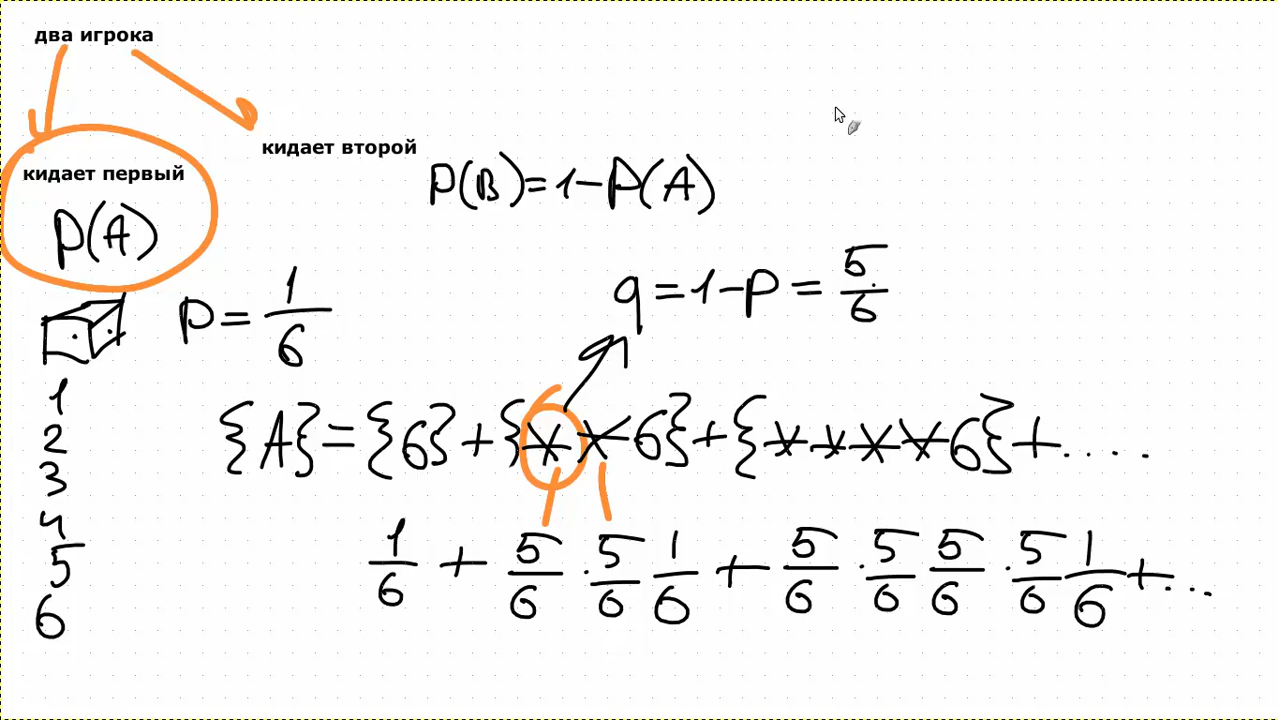 два игрока
кидает второй
кидает первый
P(B)=1-P(A)
P(A)
q=1-p=5/6
p=1/6
1
2
3
4
5
6
{A}={6}+{**6}+{****6}+.....
1/6+5/6·5/6 1/6+5/6·5/6 5/6·5/6 1/6+....